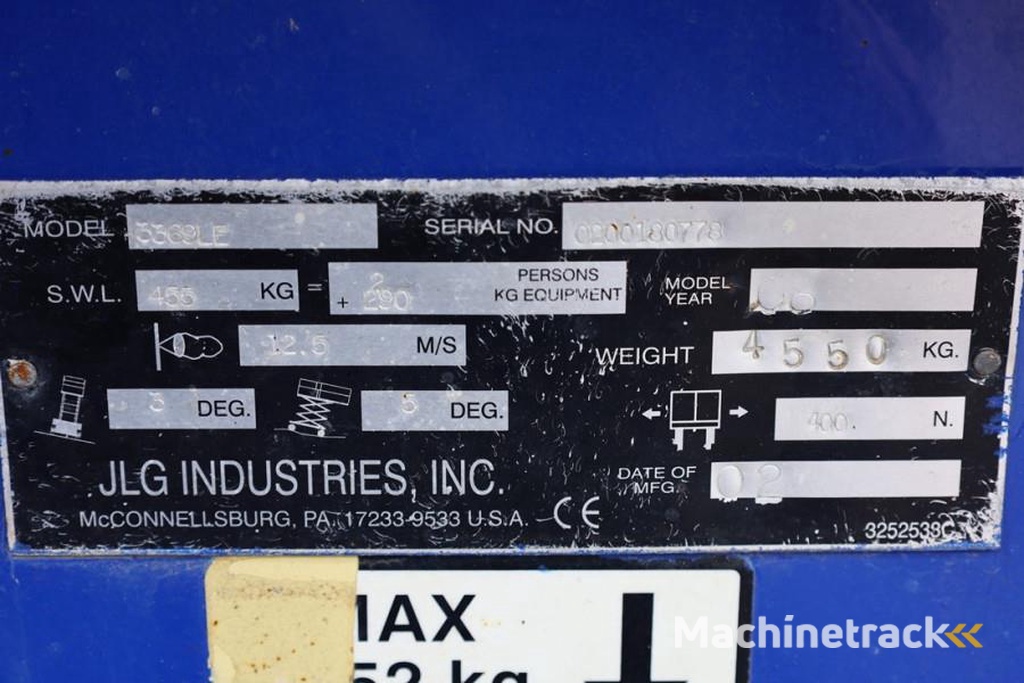 MODEL 3369LE SERIAL NO. 0200180778
S.W.L. 455 KG = 2 PERSONS
+ 290 KG EQUIPMENT
MODEL YEAR
12.5 M/S
WEIGHT 4550 KG.
3 DEG. 5 DEG.
400. N.
JLG INDUSTRIES, INC.
DATE OF MFG. 02
McCONNELLSBURG, PA. 17233-9533 U.S.A. CE
3252533C
MAX
kg
Machinetrack